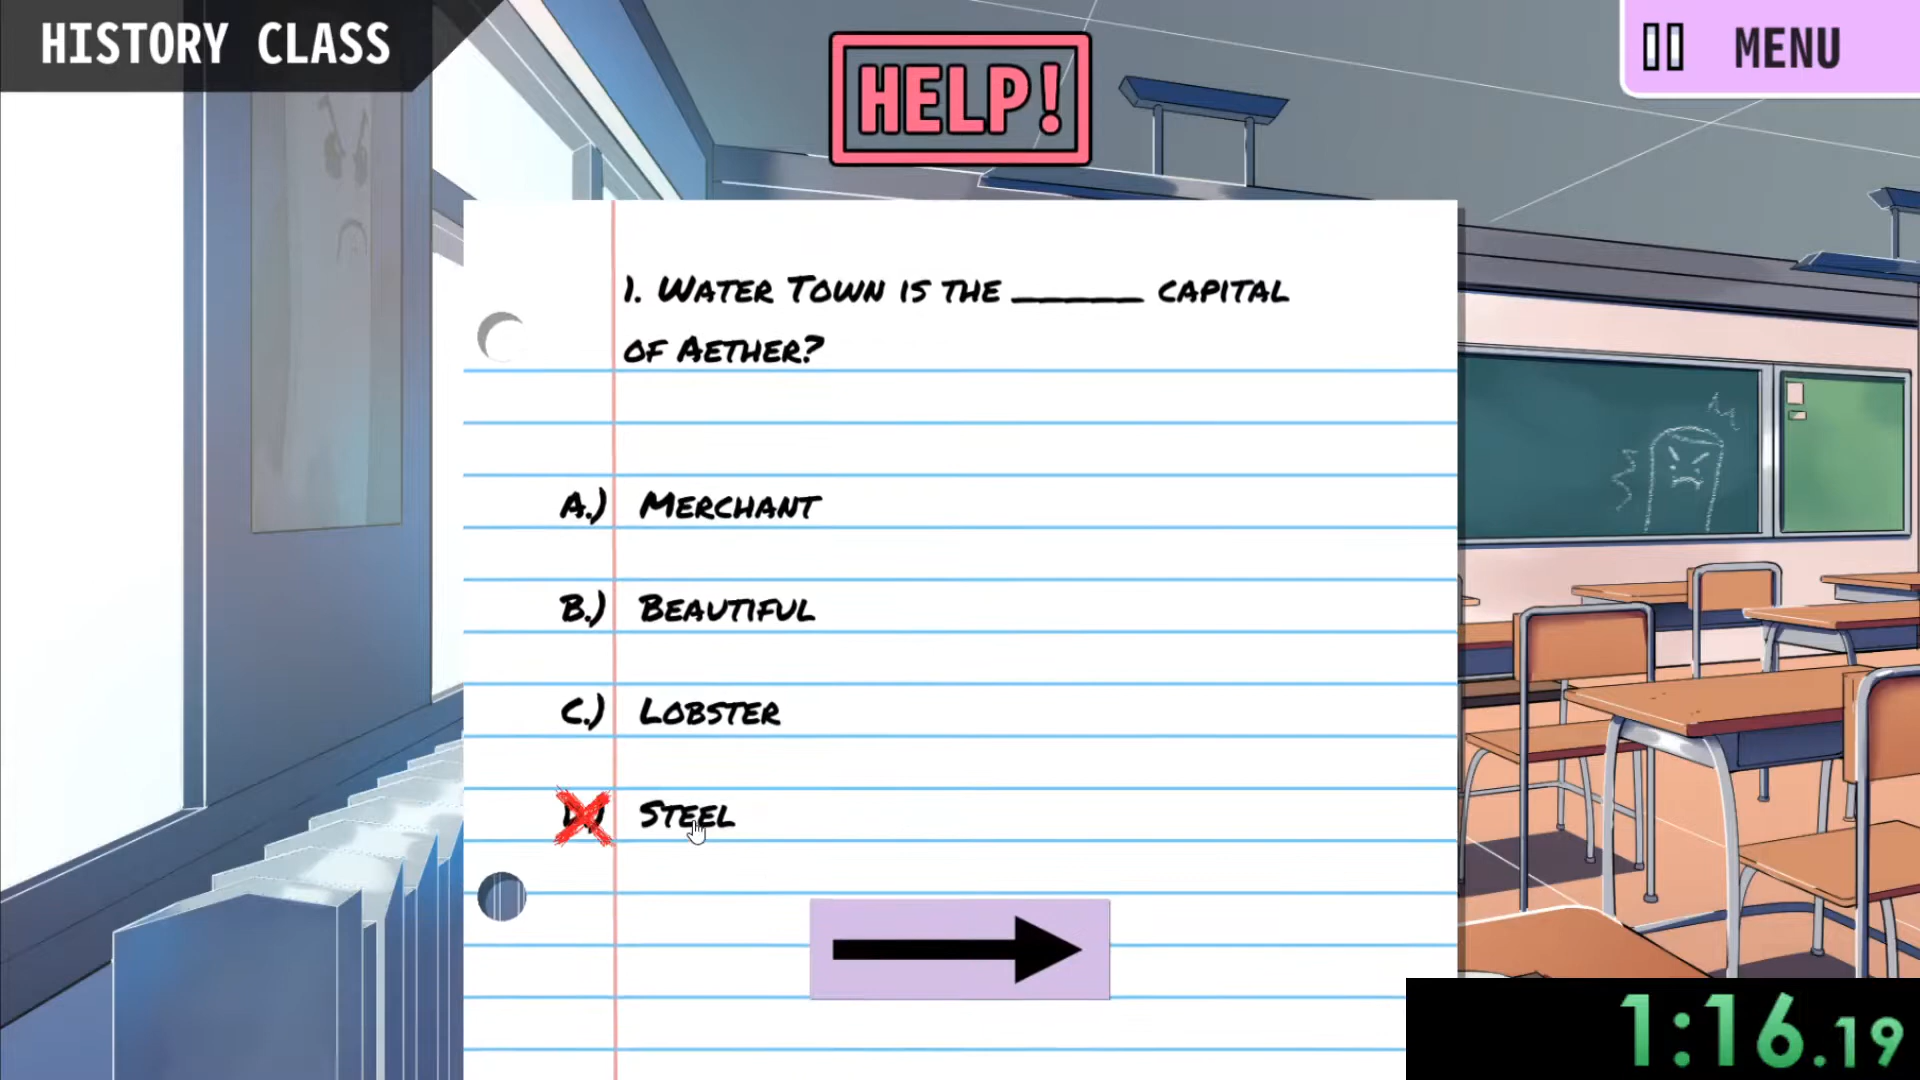 HISTORY CLASS
HELP!
MENU
1. WATER TOWN IS THE _____ CAPITAL
OF AETHER?
A.) MERCHANT
B.) BEAUTIFUL
C.) LOBSTER
STEEL
1:16.19